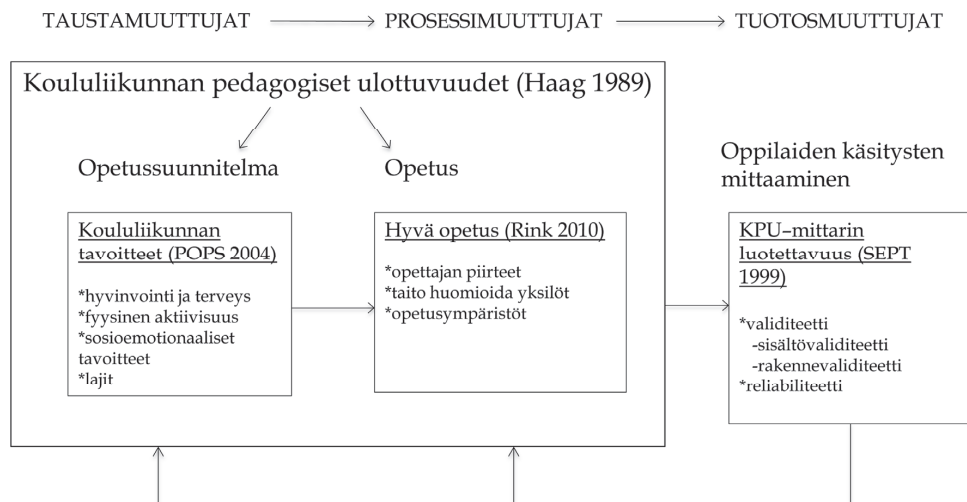 TAUSTAMUUTTUJAT PROSESSIMUUTTUJAT TUOTOSMUUTTUJAT
Koululiikunnan pedagogiset ulottuvuudet (Haag 1989)
Opetussuunnitelma
Opetus
Koululiikunnan
tavoitteet (POPS 2004)
*hyvinvointi ja terveys
*fyysinen aktiivisuus
*sosioemotionaaliset
tavoitteet
*lajit
Hyvä opetus (Rink 2010)
*opettajan piirteet
*taito huomioida yksilöt
*opetusympäristöt
Oppilaiden käsitysten
mittaaminen
KPU-mittarin
luotettavuus (SEPT
1999)
*validiteetti
-sisältövaliditeetti
-rakennevaliditeetti
*reliabiliteetti